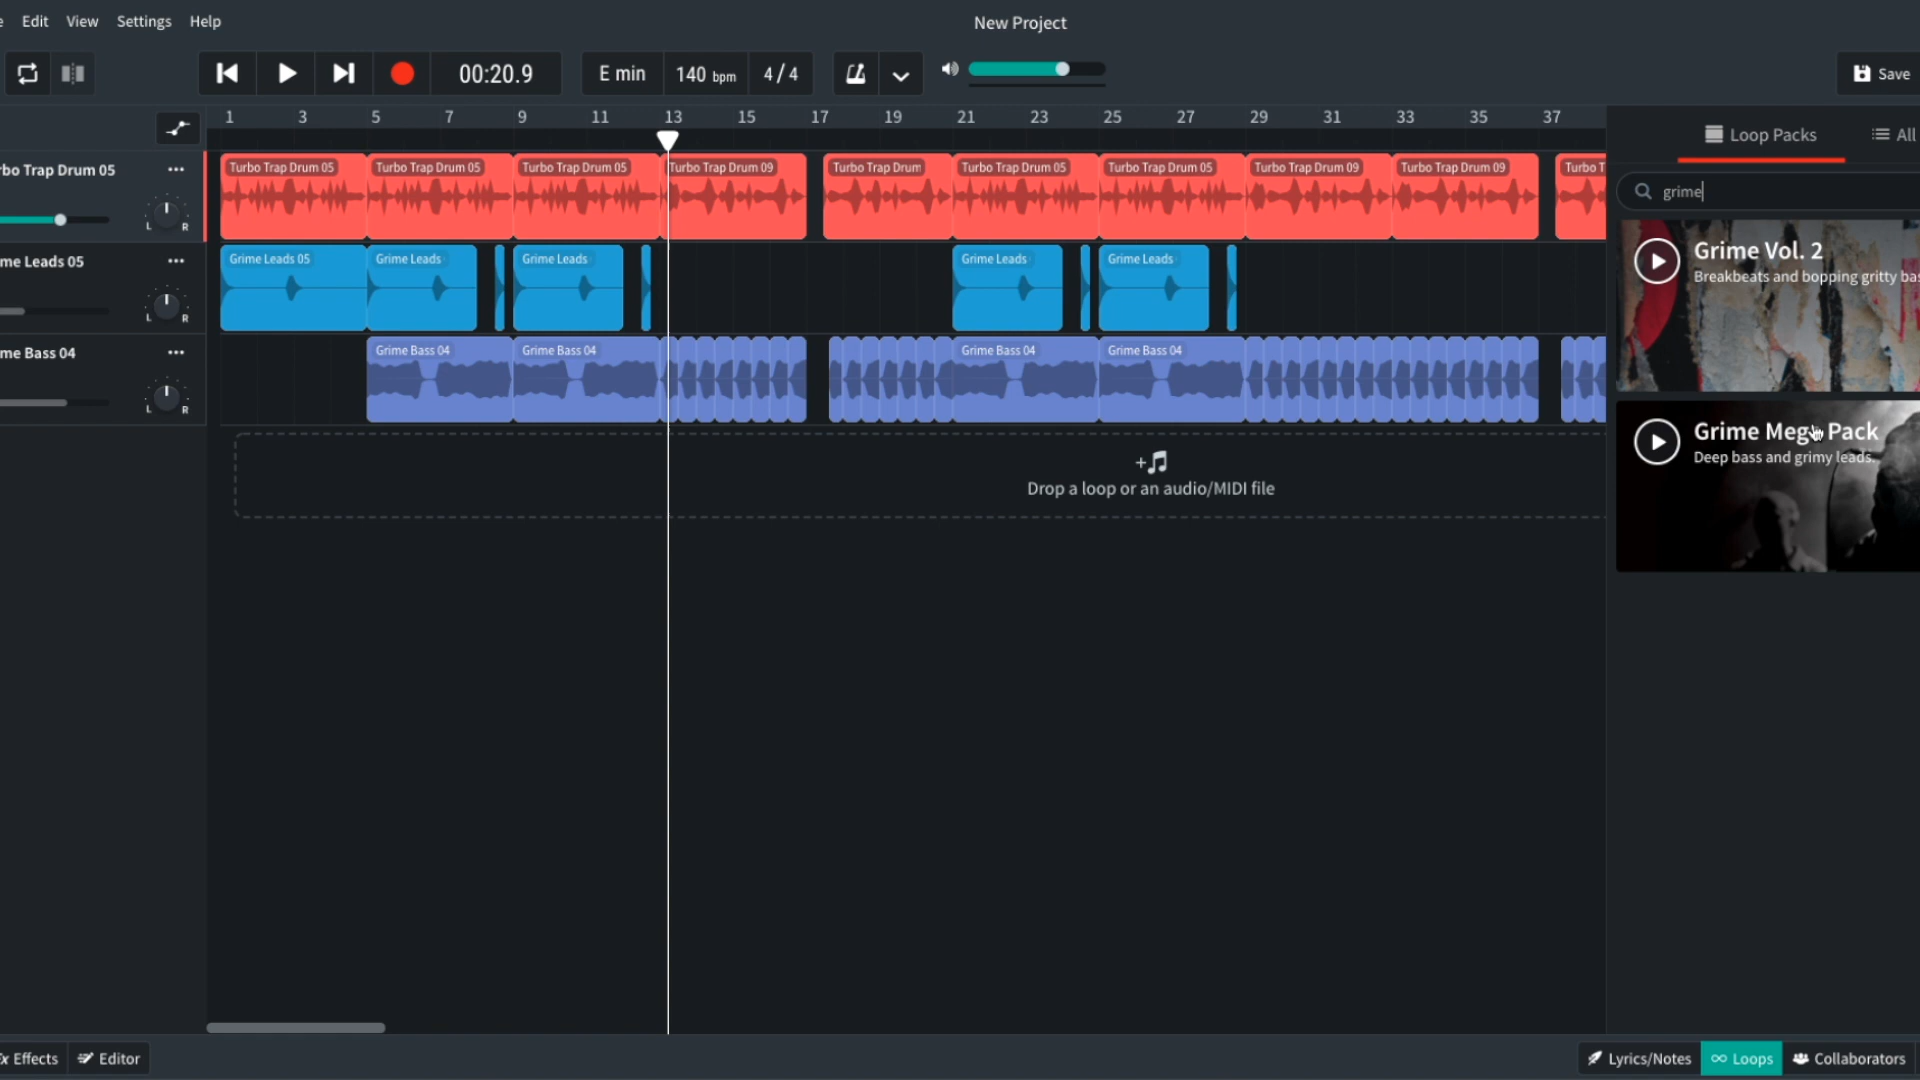 Edit View Settings Help
New Project
00:20.9
E min
140 bpm
4/4
Save
1 3 5 7 9 11 13 15 17 19 21 23 25 27 29 31 33 35 37
Loop Packs
All
grime
rbo Trap Drum 05
L R
Turbo Trap Drum 05
Turbo Trap Drum 05
Turbo Trap Drum 05
Turbo Trap Drum 09
Turbo Trap Drum
Turbo Trap Drum 05
Turbo Trap Drum 05
Turbo Trap Drum 09
Turbo Trap Drum 09
Turbo T
me Leads 05
L R
Grime Leads 05
Grime Leads
Grime Leads
Grime Leads
Grime Leads
me Bass 04
L R
Grime Bass 04
Grime Bass 04
Grime Bass 04
Grime Bass 04
Drop a loop or an audio/MIDI file
Grime Vol. 2
Breakbeats and bopping gritty bas
Grime Mega Pack
Deep bass and grimy leads.
Effects
Editor
Lyrics/Notes
Loops
Collaborators